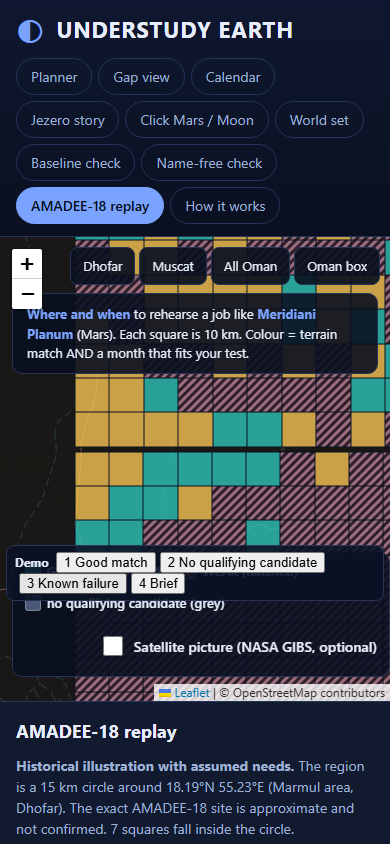 UNDERSTUDY EARTH
Planner
Gap view
Calendar
Jezero story
Click Mars / Moon
World set
Baseline check
Name-free check
AMADEE-18 replay
How it works
+
−
Dhofar
Muscat
All Oman
Oman box
Where and when to rehearse a job like Meridiani
Planum (Mars). Each square is 10 km. Colour = terrain
match AND a month that fits your test.
Demo
1 Good match
2 No qualifying candidate
3 Known failure
4 Brief
no qualifying candidate (grey)
Satellite picture (NASA GIBS, optional)
Leaflet | © OpenStreetMap contributors
AMADEE-18 replay
Historical illustration with assumed needs. The region
is a 15 km circle around 18.19°N 55.23°E (Marmul area,
Dhofar). The exact AMADEE-18 site is approximate and
not confirmed. 7 squares fall inside the circle.